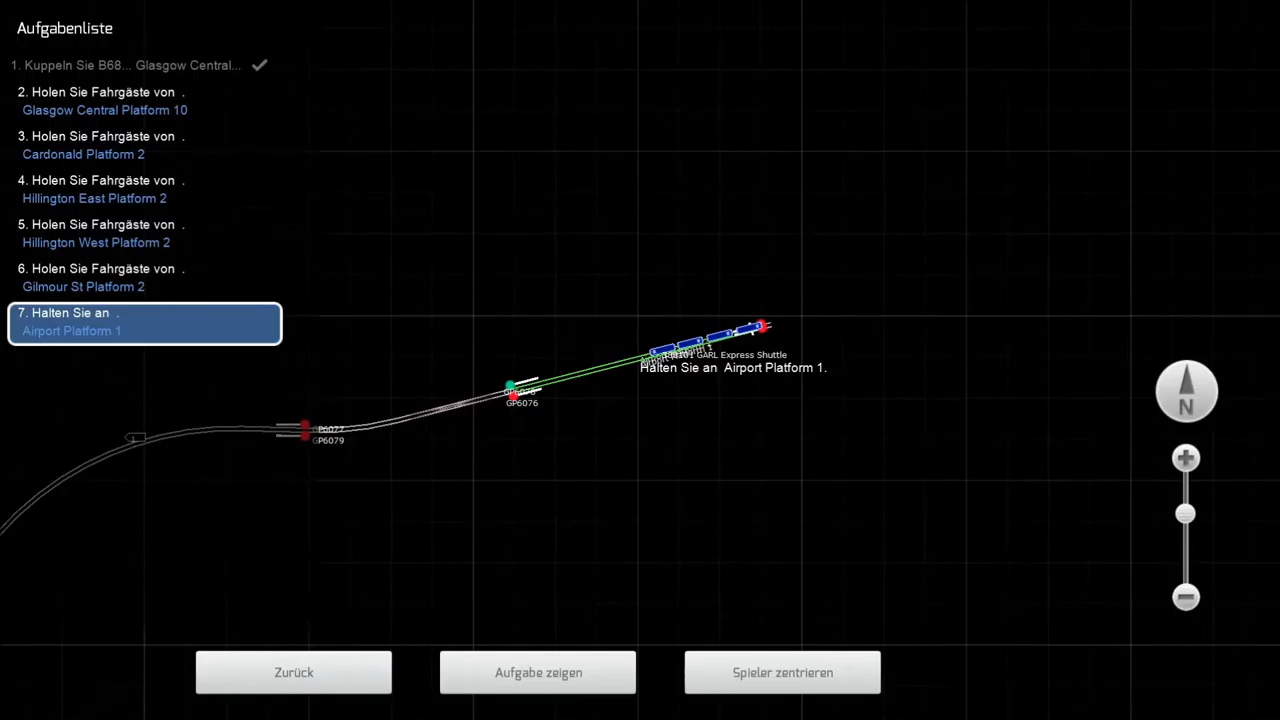 Aufgabenliste
1. Kuppeln Sie B68... Glasgow Central...
2. Holen Sie Fahrgäste von .
Glasgow Central Platform 10
3. Holen Sie Fahrgäste von .
Cardonald Platform 2
4. Holen Sie Fahrgäste von .
Hillington East Platform 2
5. Holen Sie Fahrgäste von .
Hillington West Platform 2
6. Holen Sie Fahrgäste von .
Gilmour St Platform 2
7. Halten Sie an .
Airport Platform 1
GARL Express Shuttle
Halten Sie an Airport Platform 1.
GP6076
GP6077
GP6079
N
Zurück
Aufgabe zeigen
Spieler zentrieren